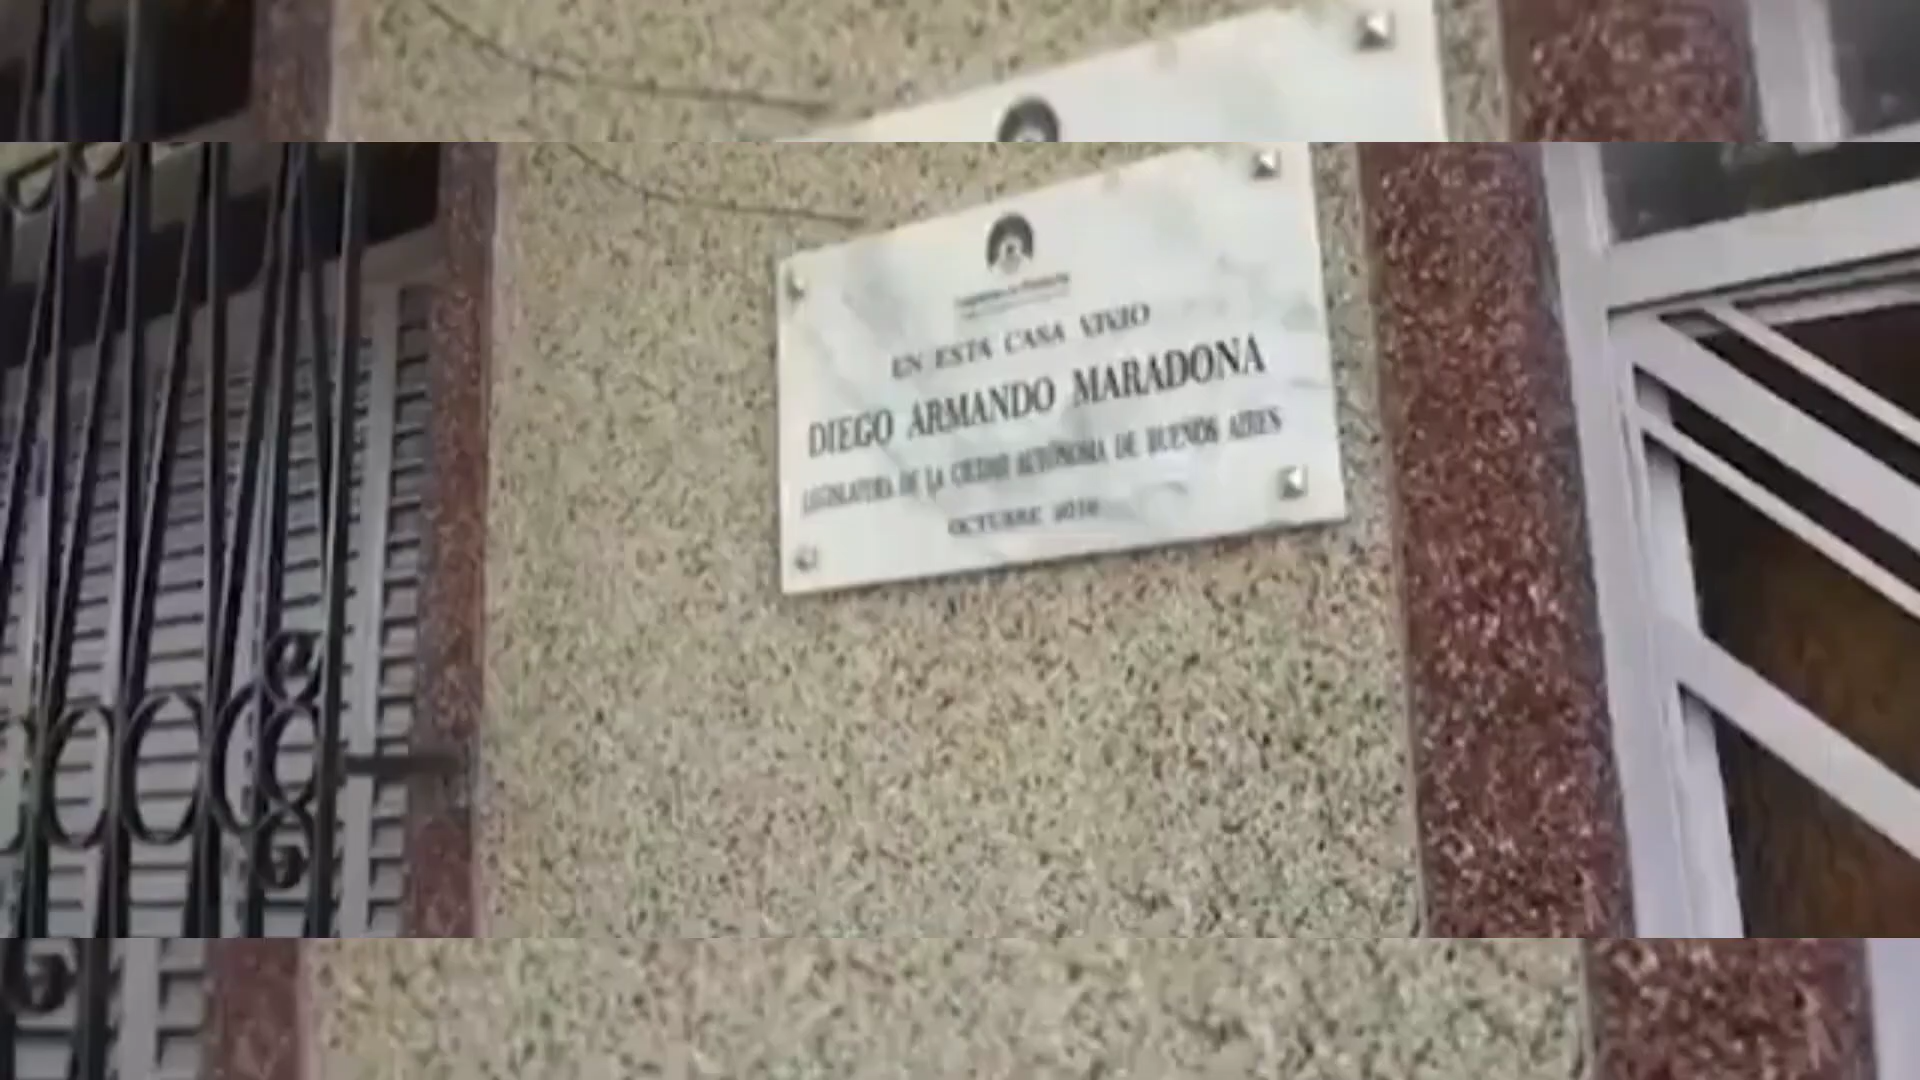 EN ESTA CASA VIVIO
DIEGO ARMANDO MARADONA
LEGISLATURA DE LA CIUDAD AUTÓNOMA DE BUENOS AIRES
OCTUBRE